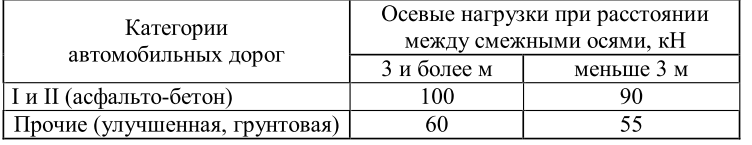 Категории
автомобильных дорог
Осевые нагрузки при расстоянии
между смежными осями, кН
3 и более м меньше 3 м
I и II (асфальто-бетон) 100 90
Прочие (улучшенная, грунтовая) 60 55